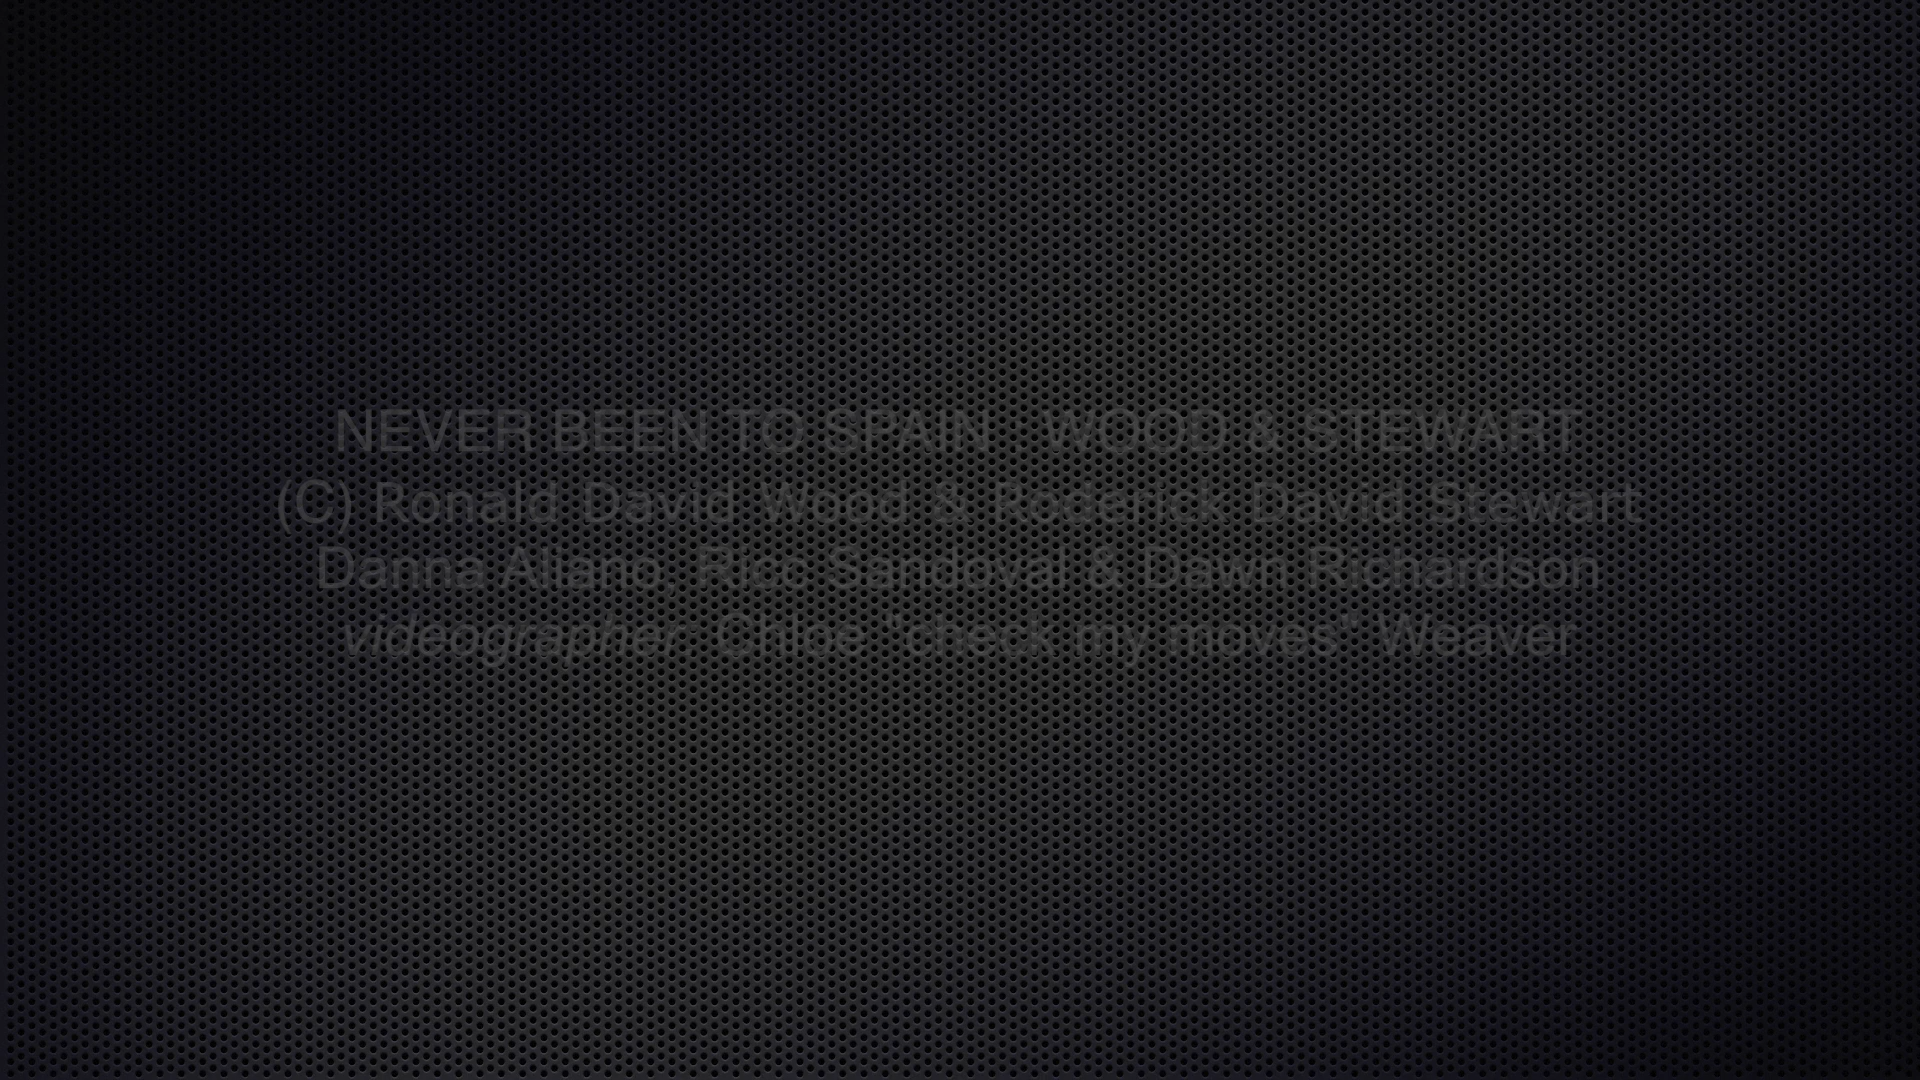 NEVER BEEN TO SPAIN - WOOD & STEWART
(C) Ronald David Wood & Roderick David Stewart
Danna Aliano, Ricc Sandoval & Dawn Richardson
videographer: Chloe "check my moves" Weaver